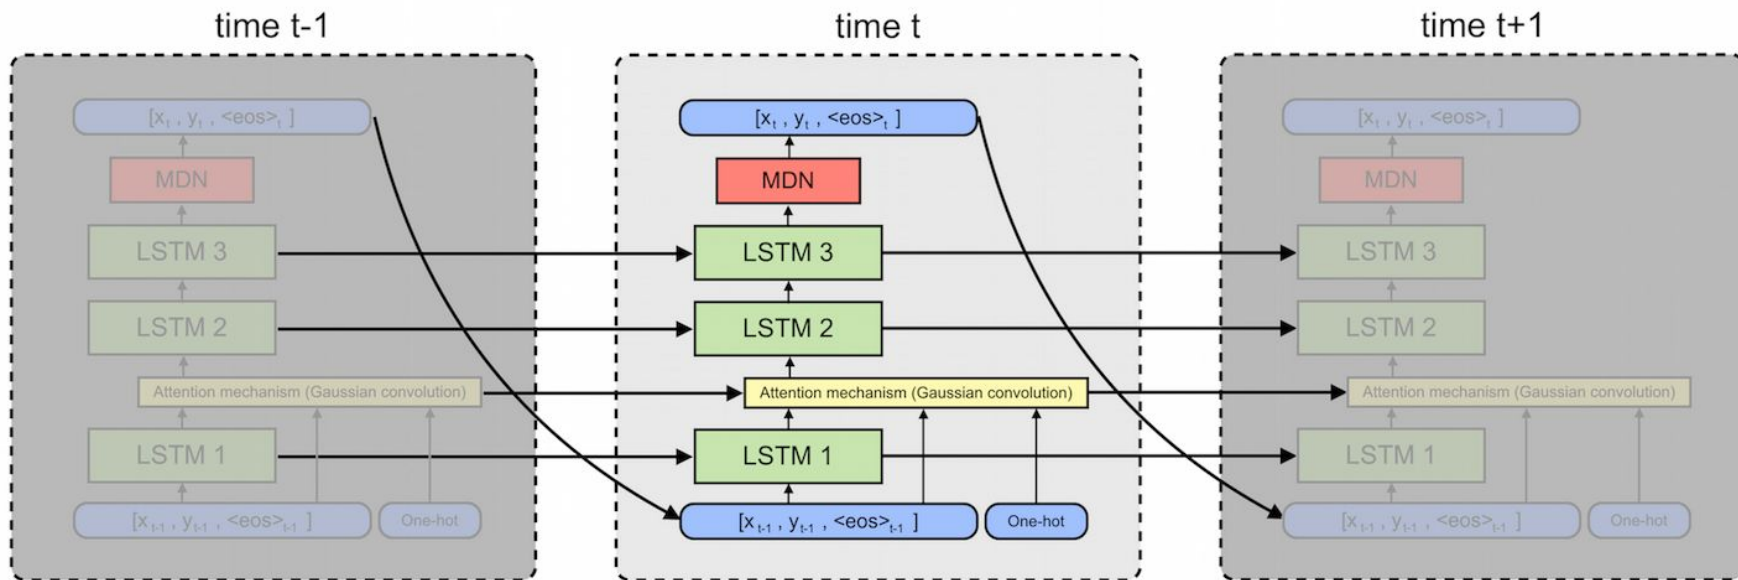 time t-1
[x_t , y_t , <eos>_t ]
MDN
LSTM 3
LSTM 2
Attention mechanism (Gaussian convolution)
LSTM 1
[x_t-1 , y_t-1 , <eos>_t-1 ]
One-hot
time t
[x_t , y_t , <eos>_t ]
MDN
LSTM 3
LSTM 2
Attention mechanism (Gaussian convolution)
LSTM 1
[x_t-1 , y_t-1 , <eos>_t-1 ]
One-hot
time t+1
[x_t , y_t , <eos>_t ]
MDN
LSTM 3
LSTM 2
Attention mechanism (Gaussian convolution)
LSTM 1
[x_t-1 , y_t-1 , <eos>_t-1 ]
One-hot